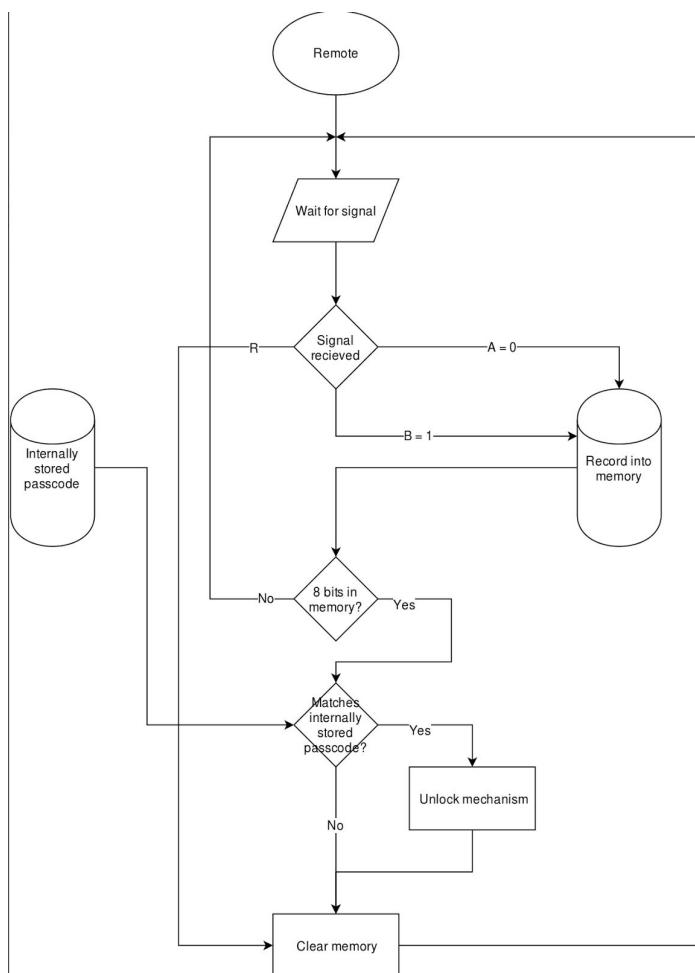 Remote
Wait for signal
Signal
recieved
R
A = 0
B = 1
Internally
stored
passcode
Record into
memory
8 bits in
memory?
No
Yes
Matches
internally
stored
passcode?
Yes
Unlock mechanism
No
Clear memory